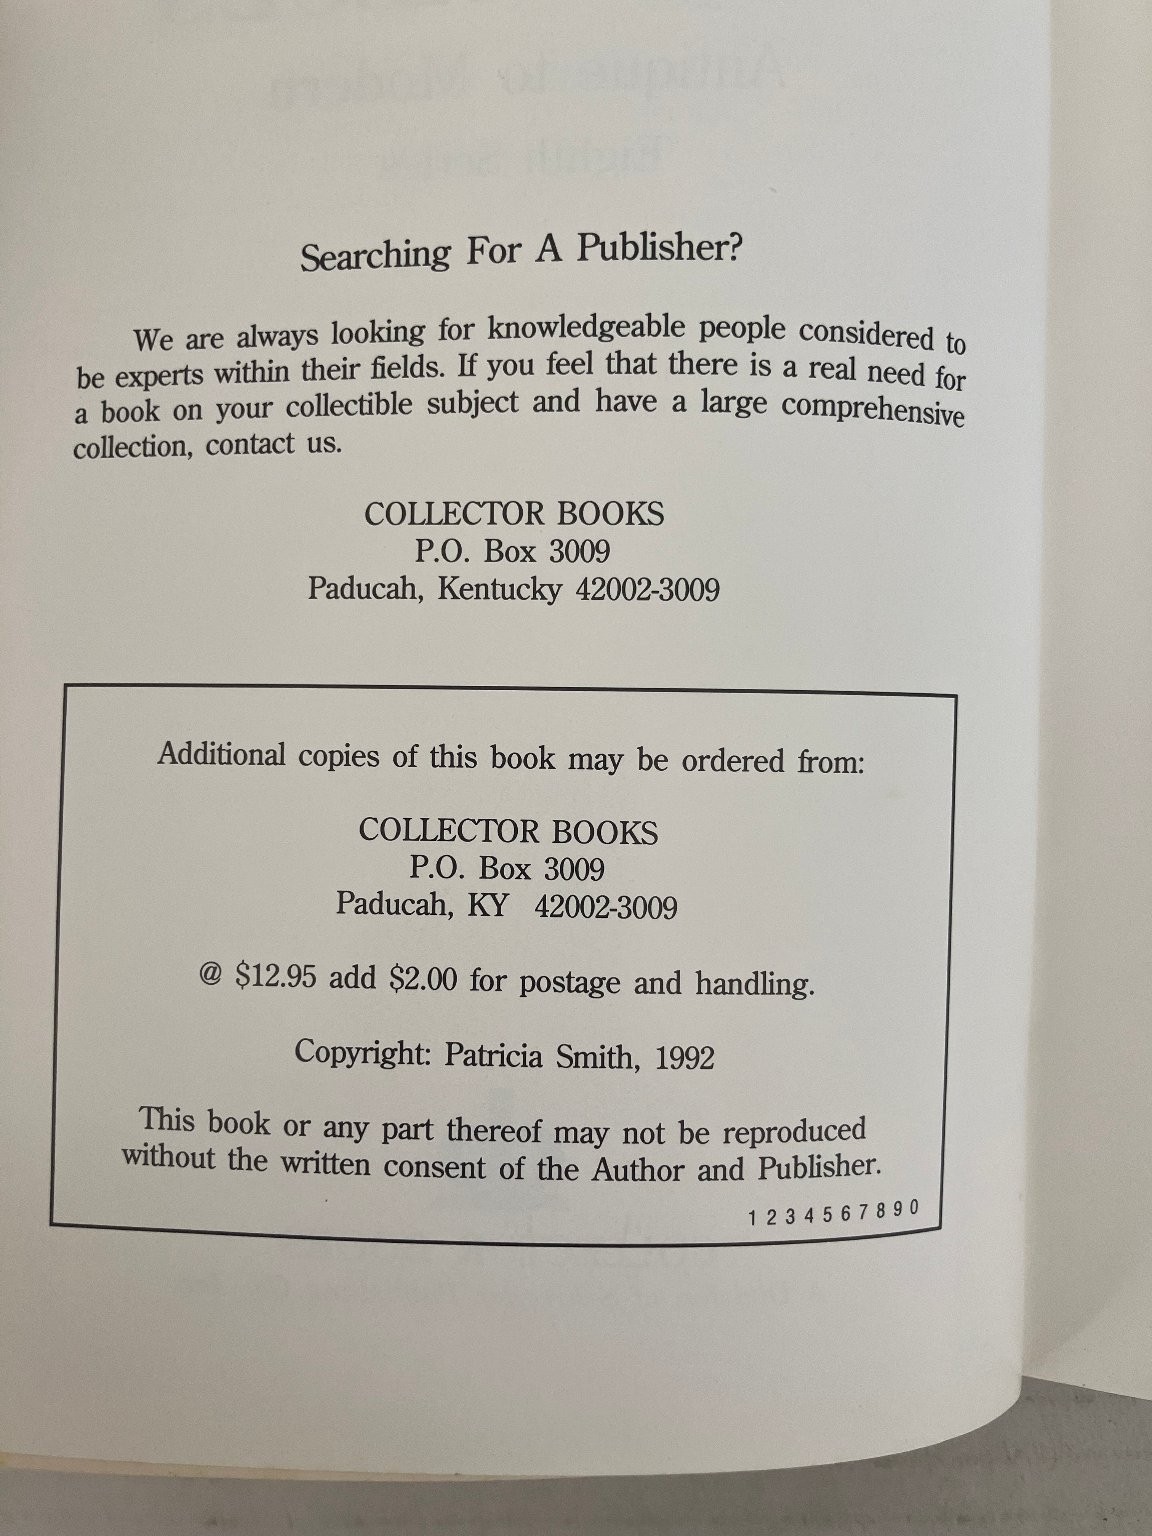 Searching For A Publisher?
We are always looking for knowledgeable people considered to
be experts within their fields. If you feel that there is a real need for
a book on your collectible subject and have a large comprehensive
collection, contact us.
COLLECTOR BOOKS
P.O. Box 3009
Paducah, Kentucky 42002-3009
Additional copies of this book may be ordered from:
COLLECTOR BOOKS
P.O. Box 3009
Paducah, KY 42002-3009
@ $12.95 add $2.00 for postage and handling.
Copyright: Patricia Smith, 1992
This book or any part thereof may not be reproduced
without the written consent of the Author and Publisher.
1 2 3 4 5 6 7 8 9 0